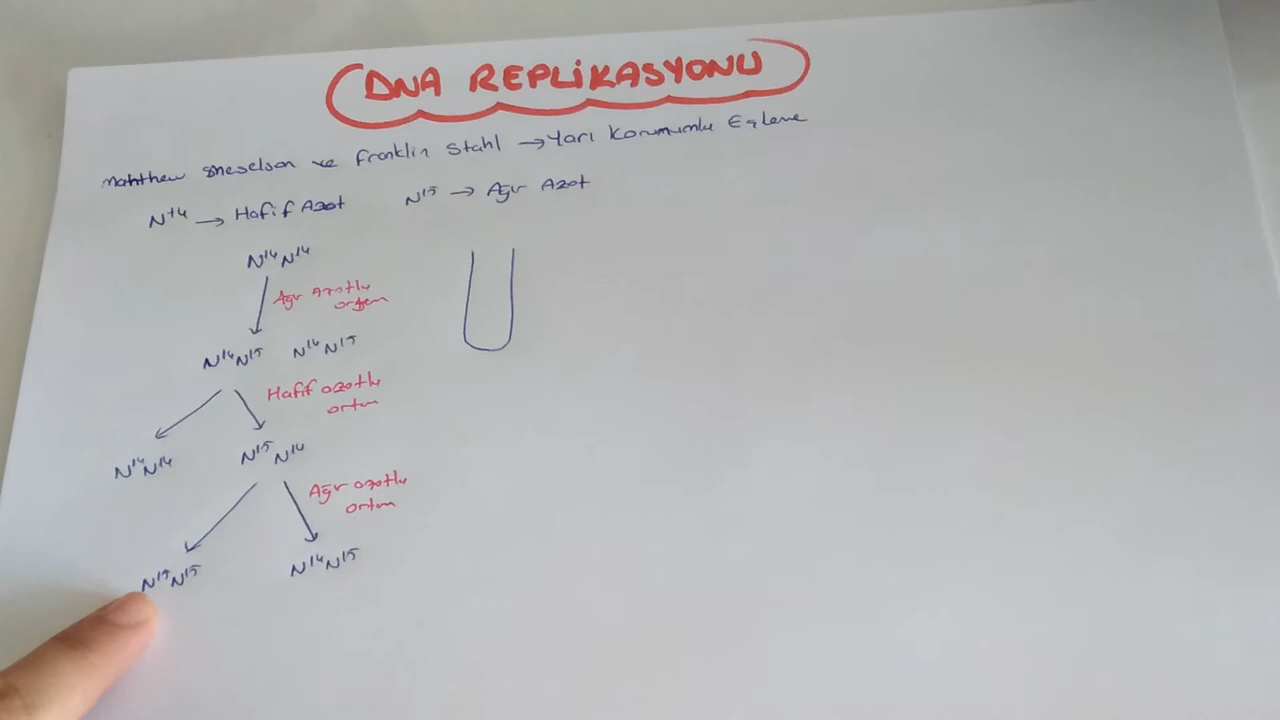 DNA REPLİKASYONU
Mahthew Meselson ve Franklin Stahl → Yarı Korunumlu Eşleme
N14 → Hafif Azot N15 → Ağır Azot
N14N14
Ağır azotlu
ortam
N14N15 N14N15
Hafif azotlu
ortam
N14N14 N15N14
Ağır azotlu
ortam
N15N15 N14N15